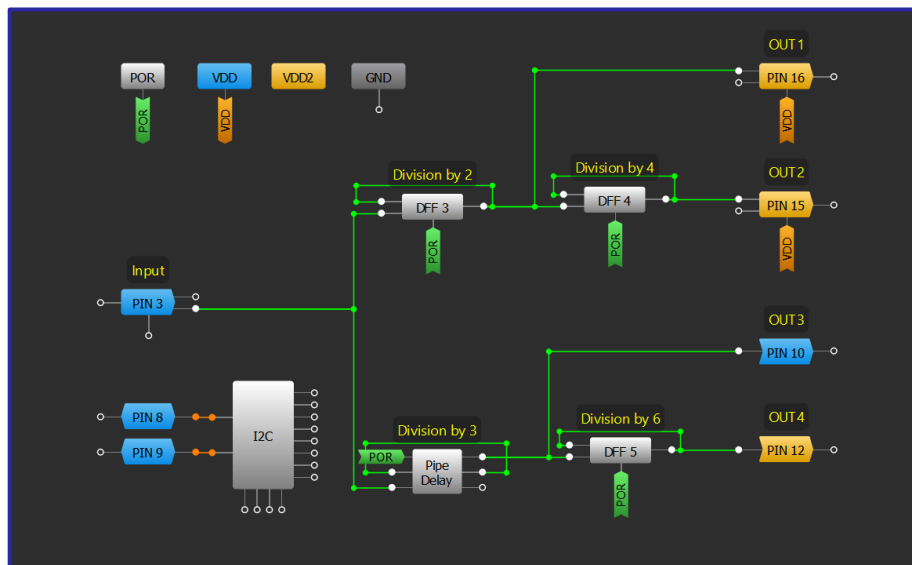 OUT1
POR
VDD
VDD2
GND
PIN 16
POR
VDD
VDD
Division by 2
Division by 4
OUT2
DFF 3
DFF 4
PIN 15
POR
POR
VDD
Input
PIN 3
OUT3
PIN 10
PIN 8
PIN 9
I2C
Division by 3
Division by 6
OUT4
POR
Pipe
Delay
DFF 5
PIN 12
POR